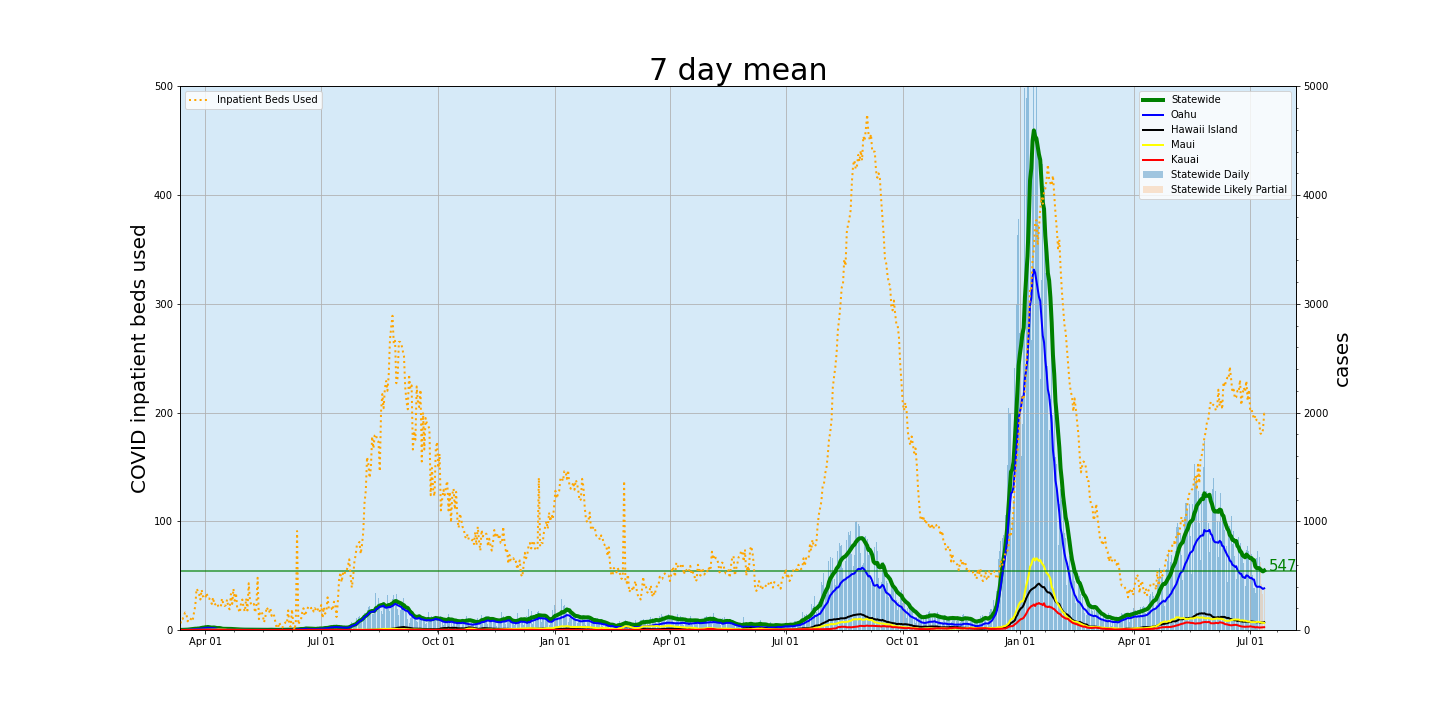 7 day mean
500
400
300
200
100
0
COVID inpatient beds used
Inpatient Beds Used
Statewide
Oahu
Hawaii Island
Maui
Kauai
Statewide Daily
Statewide Likely Partial
547
5000
4000
3000
2000
1000
0
cases
Apr 01 Jul 01 Oct 01 Jan 01 Apr 01 Jul 01 Oct 01 Jan 01 Apr 01 Jul 01